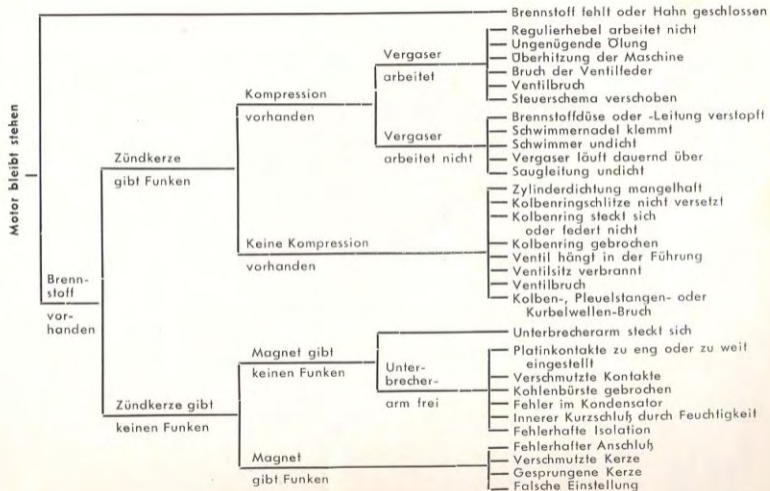 Motor bleibt stehen
Brennstoff fehlt oder Hahn geschlossen
Brenn-
stoff
vor-
handen
Zündkerze
gibt Funken
Kompression
vorhanden
Vergaser
arbeitet
Regulierhebel arbeitet nicht
Ungenügende Ölung
Überhitzung der Maschine
Bruch der Ventilfeder
Ventilbruch
Steuerschema verschoben
Vergaser
arbeitet nicht
Brennstoffdüse oder -Leitung verstopft
Schwimmernadel klemmt
Schwimmer undicht
Vergaser läuft dauernd über
Saugleitung undicht
Keine Kompression
vorhanden
Zylinderdichtung mangelhaft
Kolbenringschlitze nicht versetzt
Kolbenring steckt sich
oder federt nicht
Kolbenring gebrochen
Ventil hängt in der Führung
Ventilsitz verbrannt
Ventilbruch
Kolben-, Pleuelstangen- oder
Kurbelwellen-Bruch
Zündkerze gibt
keinen Funken
Magnet gibt
keinen Funken
Unterbrecherarm steckt sich
Unter-
brecher-
arm frei
Platinkontakte zu eng oder zu weit
eingestellt
Verschmutzte Kontakte
Kohlenbürste gebrochen
Fehler im Kondensator
Innerer Kurzschluß durch Feuchtigkeit
Fehlerhafte Isolation
Magnet
gibt Funken
Fehlerhafter Anschluß
Verschmutzte Kerze
Gesprungene Kerze
Falsche Einstellung